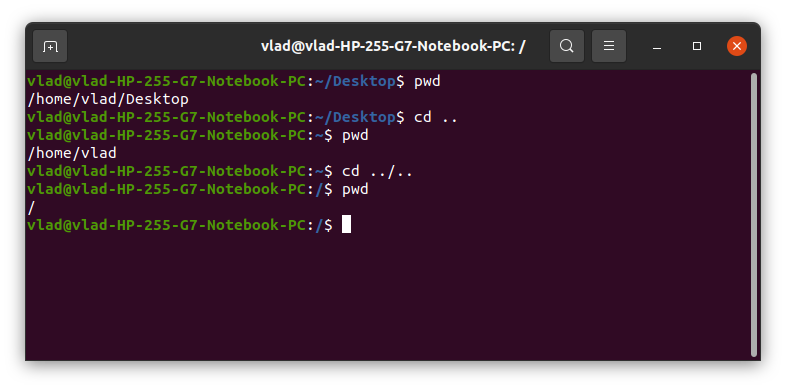 vlad@vlad-HP-255-G7-Notebook-PC: /
vlad@vlad-HP-255-G7-Notebook-PC:~/Desktop$ pwd
/home/vlad/Desktop
vlad@vlad-HP-255-G7-Notebook-PC:~/Desktop$ cd ..
vlad@vlad-HP-255-G7-Notebook-PC:~$ pwd
/home/vlad
vlad@vlad-HP-255-G7-Notebook-PC:~$ cd ../..
vlad@vlad-HP-255-G7-Notebook-PC:/$ pwd
/
vlad@vlad-HP-255-G7-Notebook-PC:/$